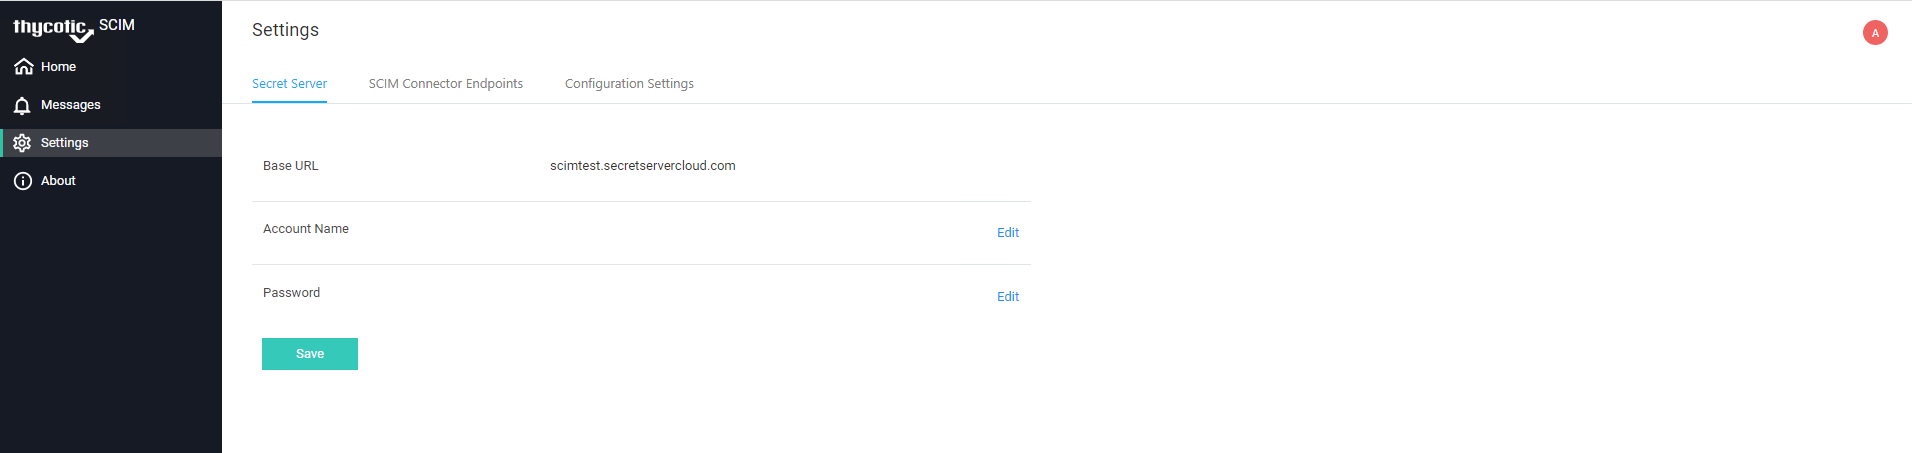 thycotic SCIM
Home
Messages
Settings
About
Settings
A
Secret Server SCIM Connector Endpoints Configuration Settings
Base URL scimtest.secretservercloud.com
Account Name Edit
Password Edit
Save